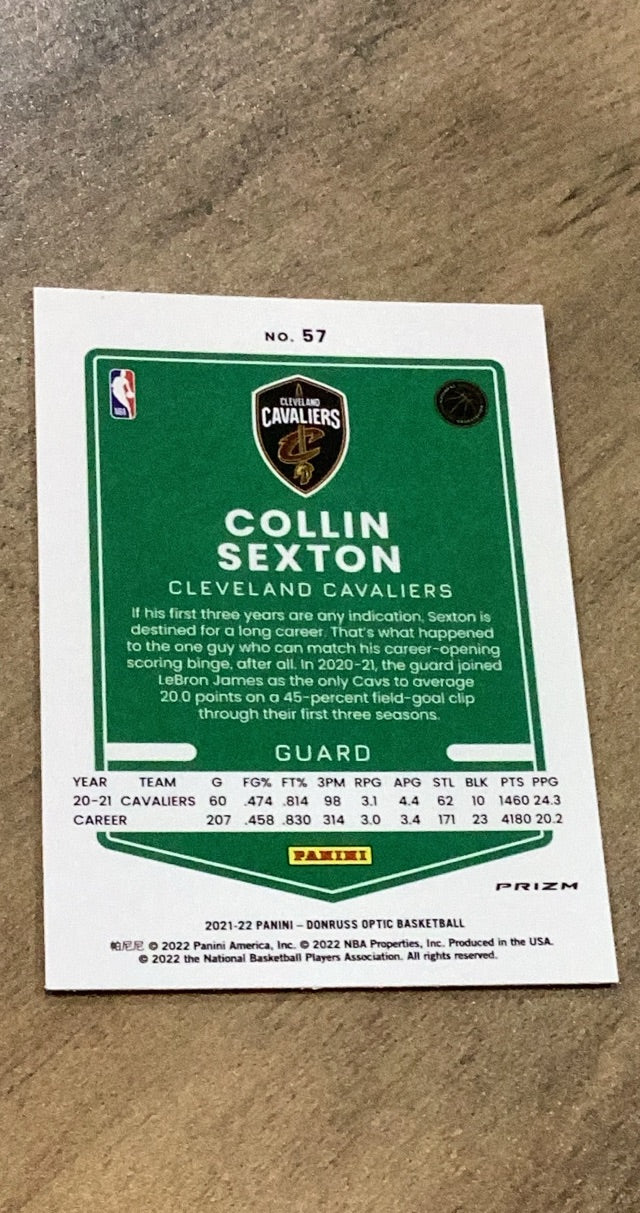 NO. 57
NBA
CLEVELAND
CAVALIERS
COLLIN
SEXTON
CLEVELAND CAVALIERS
If his first three years are any indication, Sexton is
destined for a long career. That's what happened
to the one guy who can match his career-opening
scoring binge, after all. In 2020-21, the guard joined
LeBron James as the only Cavs to average
20.0 points on a 45-percent field-goal clip
through their first three seasons.
GUARD
YEAR TEAM G FG% FT% 3PM RPG APG STL BLK PTS PPG
20-21 CAVALIERS 60 .474 .814 98 3.1 4.4 62 10 1460 24.3
CAREER 207 .458 .830 314 3.0 3.4 171 23 4180 20.2
PANINI
PRIZM
2021-22 PANINI – DONRUSS OPTIC BASKETBALL
帕尼尼 © 2022 Panini America, Inc. © 2022 NBA Properties, Inc. Produced in the USA.
© 2022 the National Basketball Players Association. All rights reserved.